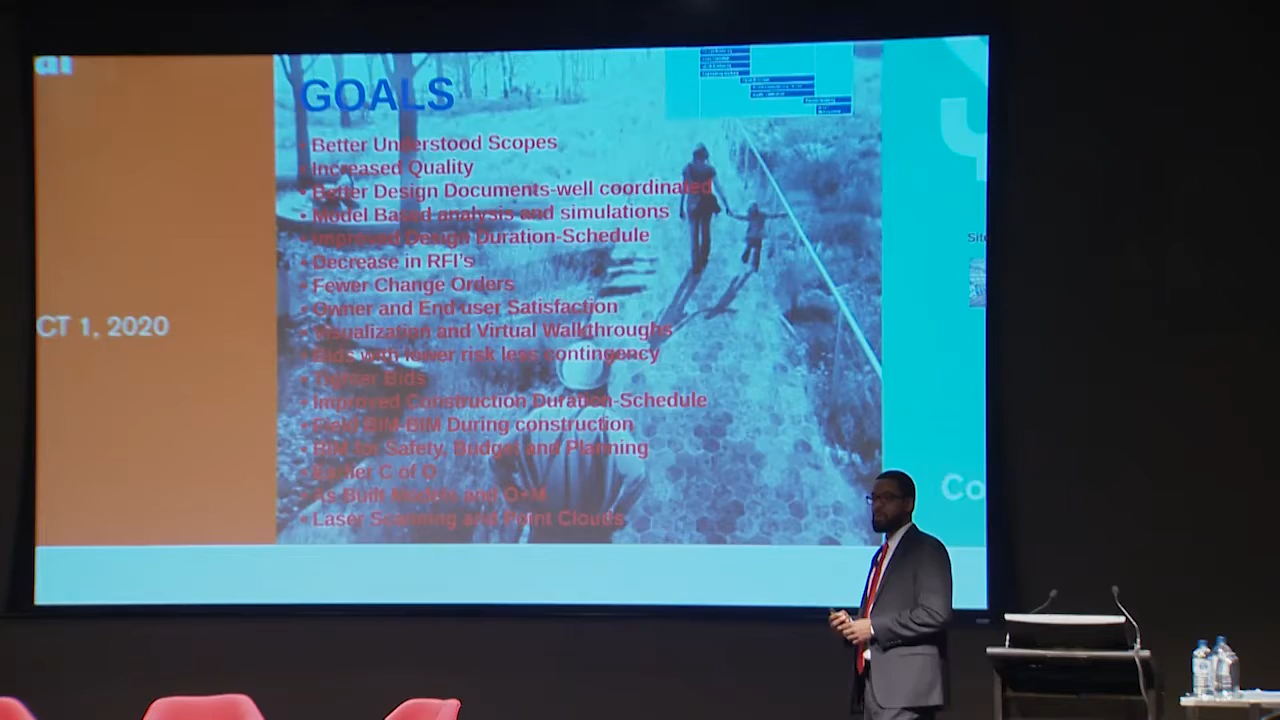 GOALS
• Better Understood Scopes
• Increased Quality
• Better Design Documents-well coordinated
• Model Based analysis and simulations
• Improved Design Duration-Schedule
• Decrease in RFI's
• Fewer Change Orders
• Owner and End user Satisfaction
• Visualization and Virtual Walkthroughs
• Bids with lower risk less contingency
• Tighter Bids
• Improved Construction Duration-Schedule
• Field BIM-BIM During construction
• BIM for Safety, Budget and Planning
• Earlier C of O
• As Built Models and O+M
• Laser Scanning and Point Clouds
CT 1, 2020
Sit
Co